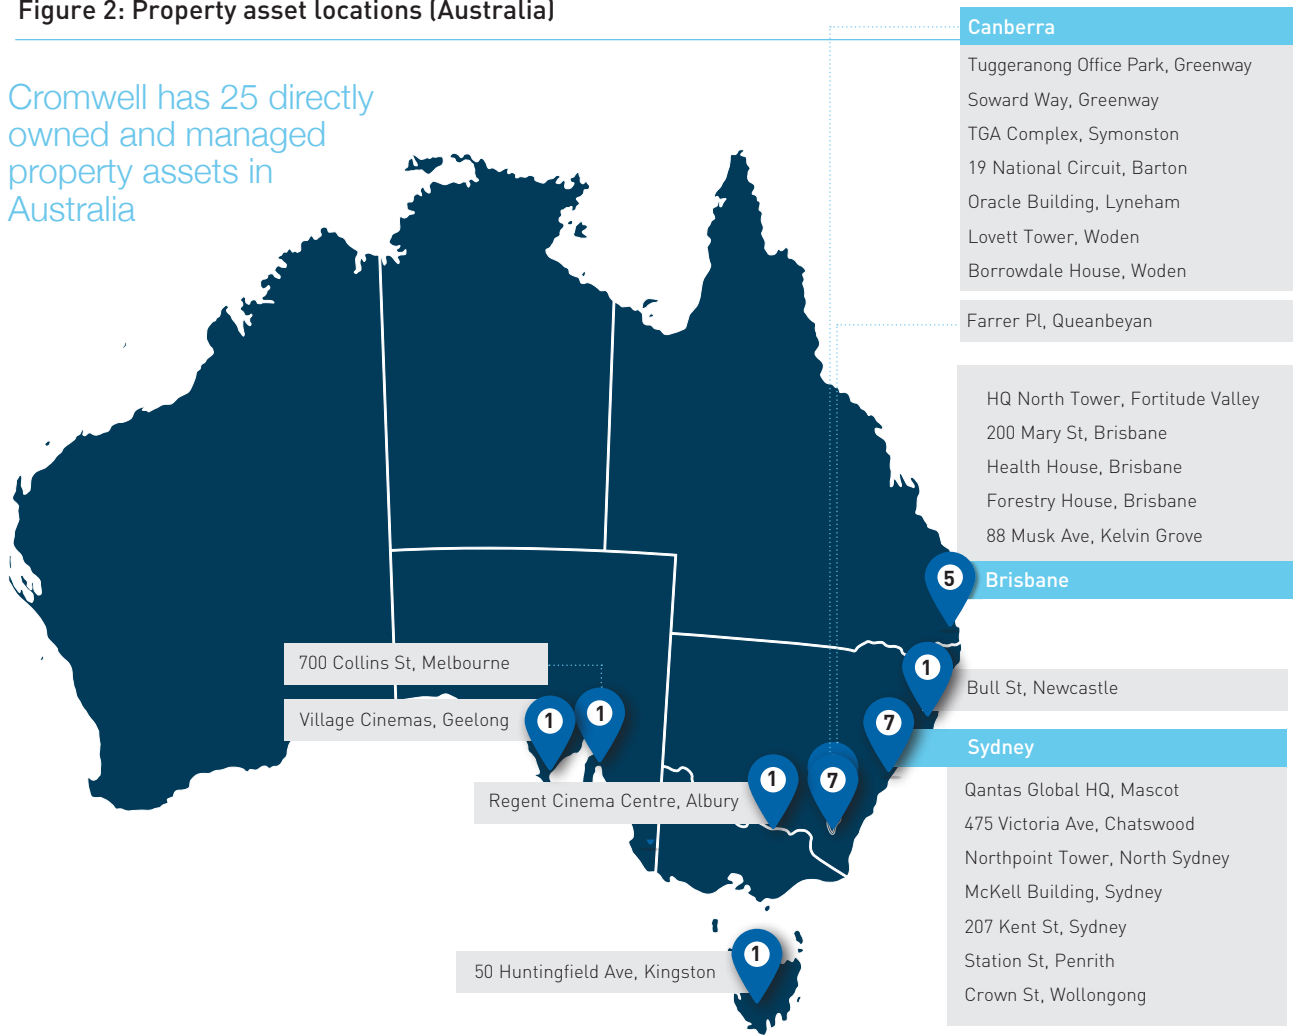 Figure 2: Property asset locations (Australia)
Cromwell has 25 directly
owned and managed
property assets in
Australia
Canberra
Tuggeranong Office Park, Greenway
Soward Way, Greenway
TGA Complex, Symonston
19 National Circuit, Barton
Oracle Building, Lyneham
Lovett Tower, Woden
Borrowdale House, Woden
Farrer Pl, Queanbeyan
HQ North Tower, Fortitude Valley
200 Mary St, Brisbane
Health House, Brisbane
Forestry House, Brisbane
88 Musk Ave, Kelvin Grove
5
Brisbane
700 Collins St, Melbourne
1
Bull St, Newcastle
Village Cinemas, Geelong
1
1
7
Sydney
Regent Cinema Centre, Albury
1
7
Qantas Global HQ, Mascot
475 Victoria Ave, Chatswood
Northpoint Tower, North Sydney
McKell Building, Sydney
207 Kent St, Sydney
Station St, Penrith
Crown St, Wollongong
50 Huntingfield Ave, Kingston
1